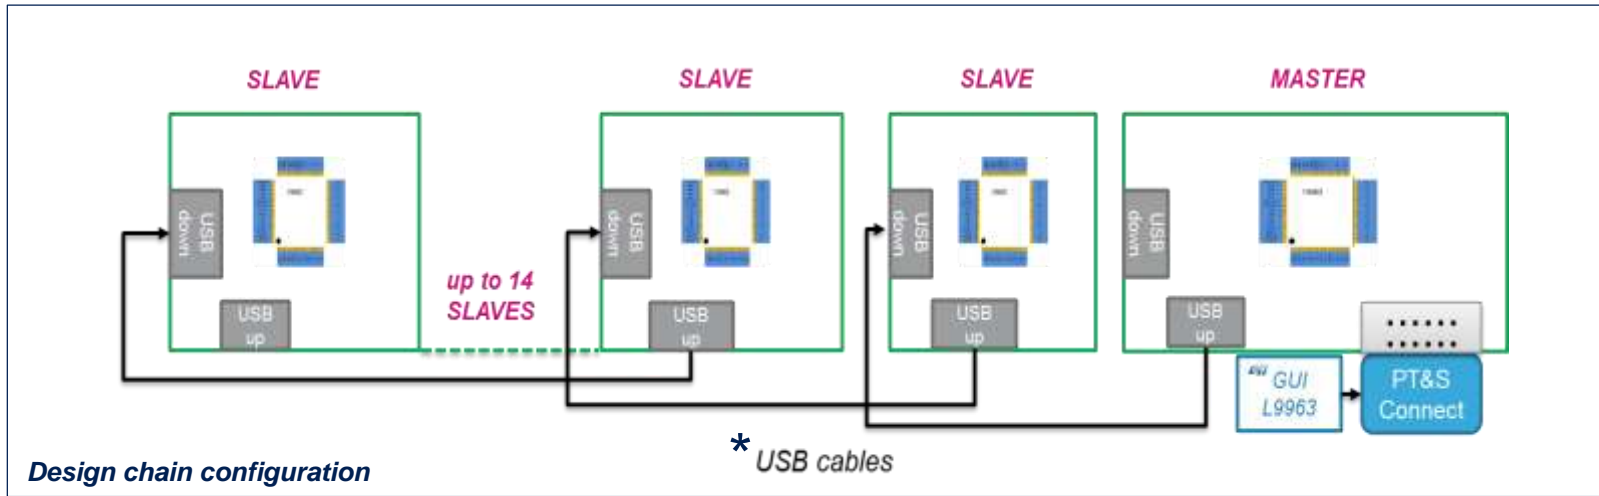 SLAVE
SLAVE
SLAVE
MASTER
USB
down
USB
down
USB
down
USB
down
up to 14
SLAVES
USB
up
USB
up
USB
up
USB
up
GUI
L9963
PT&S
Connect
* USB cables
Design chain configuration